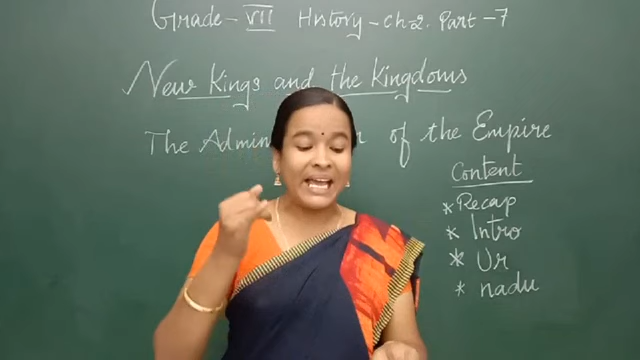 Grade - VII History - ch-2. Part - 7
New Kings and the Kingdoms
The of the Empire
Content
* Recap
* Intro
* Ur
* nadu